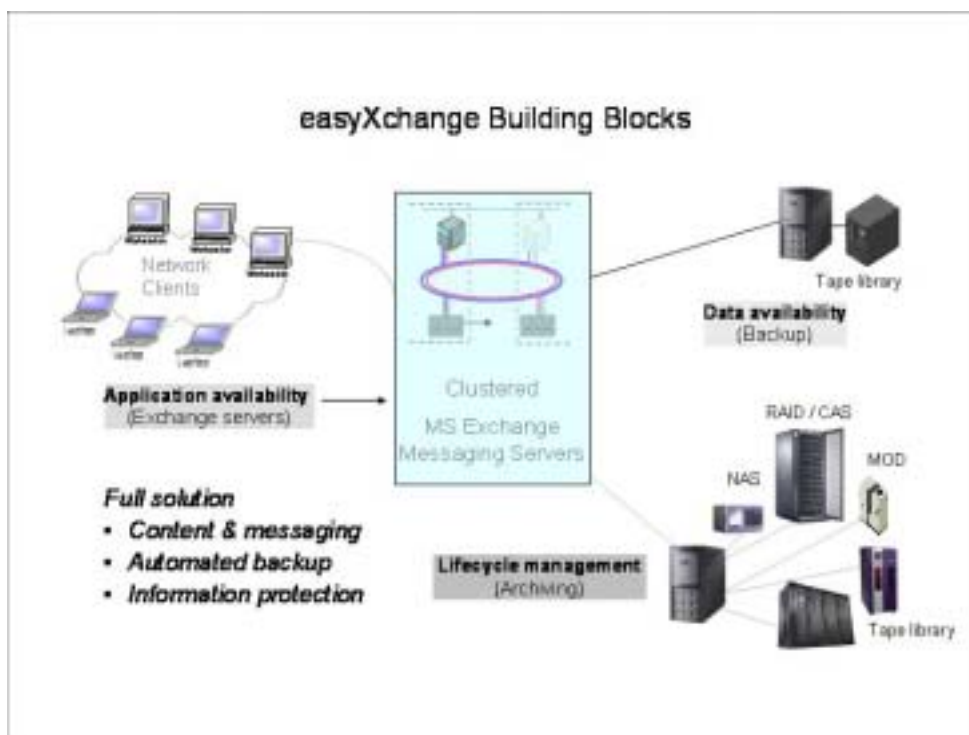 easyXchange Building Blocks
Network
Clients
Application availability
(Exchange servers)
Clustered
MS Exchange
Messaging Servers
Tape library
Data availability
(Backup)
Full solution
• Content & messaging
• Automated backup
• Information protection
Lifecycle management
(Archiving)
RAID / CAS
NAS
MOD
Tape library